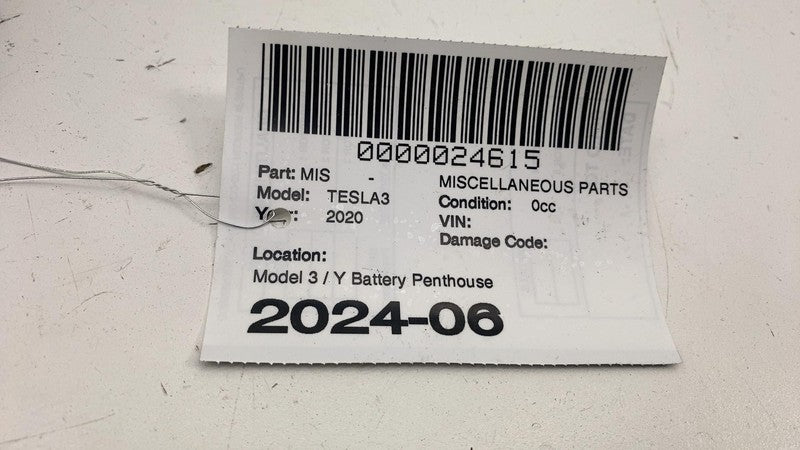 0000024615
Part: MIS -
MISCELLANEOUS PARTS
Model: TESLA3
Condition: 0cc
2020
VIN:
Damage Code:
Location:
Model 3 / Y Battery Penthouse
2024-06